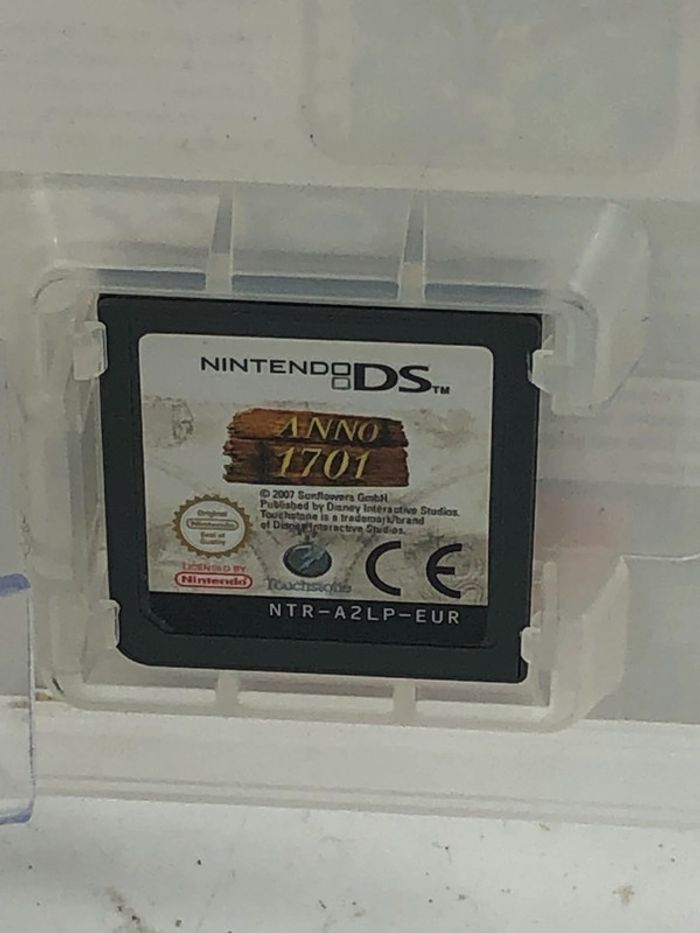 NINTENDO DS™
ANNO
1701
© 2007 Sunflowers GmbH.
Published by Disney Interactive Studios.
Touchstone is a trademark/brand
of Disney Interactive Studios.
Original
Nintendo
Seal of
Quality
LICENSED BY
Nintendo
Touchstone
CE
NTR-A2LP-EUR